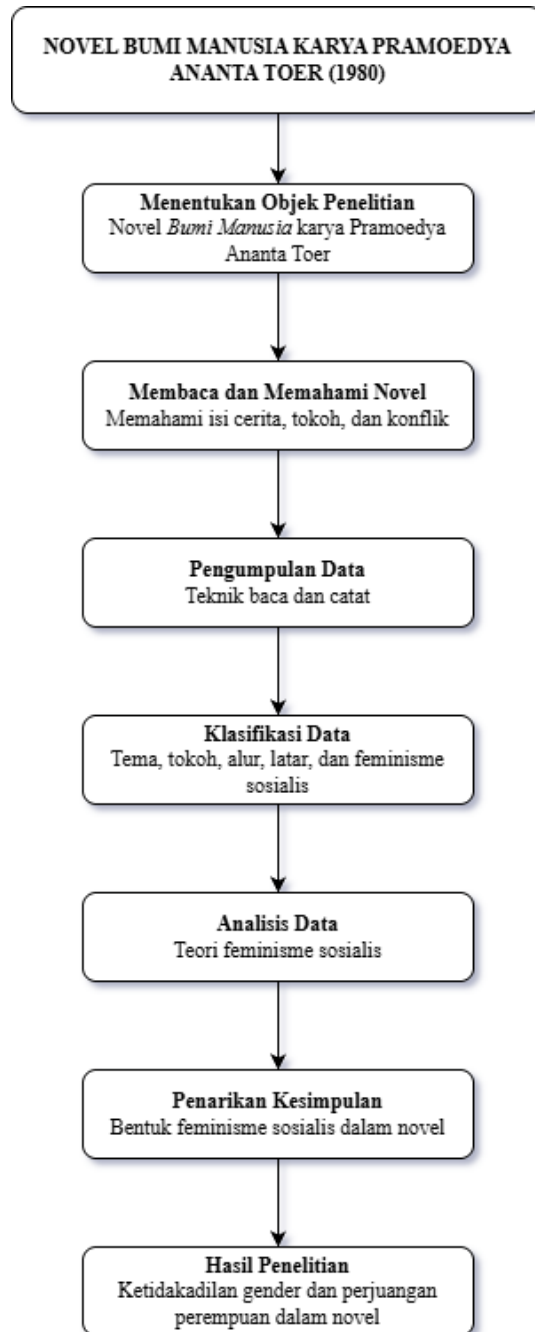 NOVEL BUMI MANUSIA KARYA PRAMOEDYA
ANANTA TOER (1980)
Menentukan Objek Penelitian
Novel Bumi Manusia karya Pramoedya
Ananta Toer
Membaca dan Memahami Novel
Memahami isi cerita, tokoh, dan konflik
Pengumpulan Data
Teknik baca dan catat
Klasifikasi Data
Tema, tokoh, alur, latar, dan feminisme
sosialis
Analisis Data
Teori feminisme sosialis
Penarikan Kesimpulan
Bentuk feminisme sosialis dalam novel
Hasil Penelitian
Ketidakadilan gender dan perjuangan
perempuan dalam novel